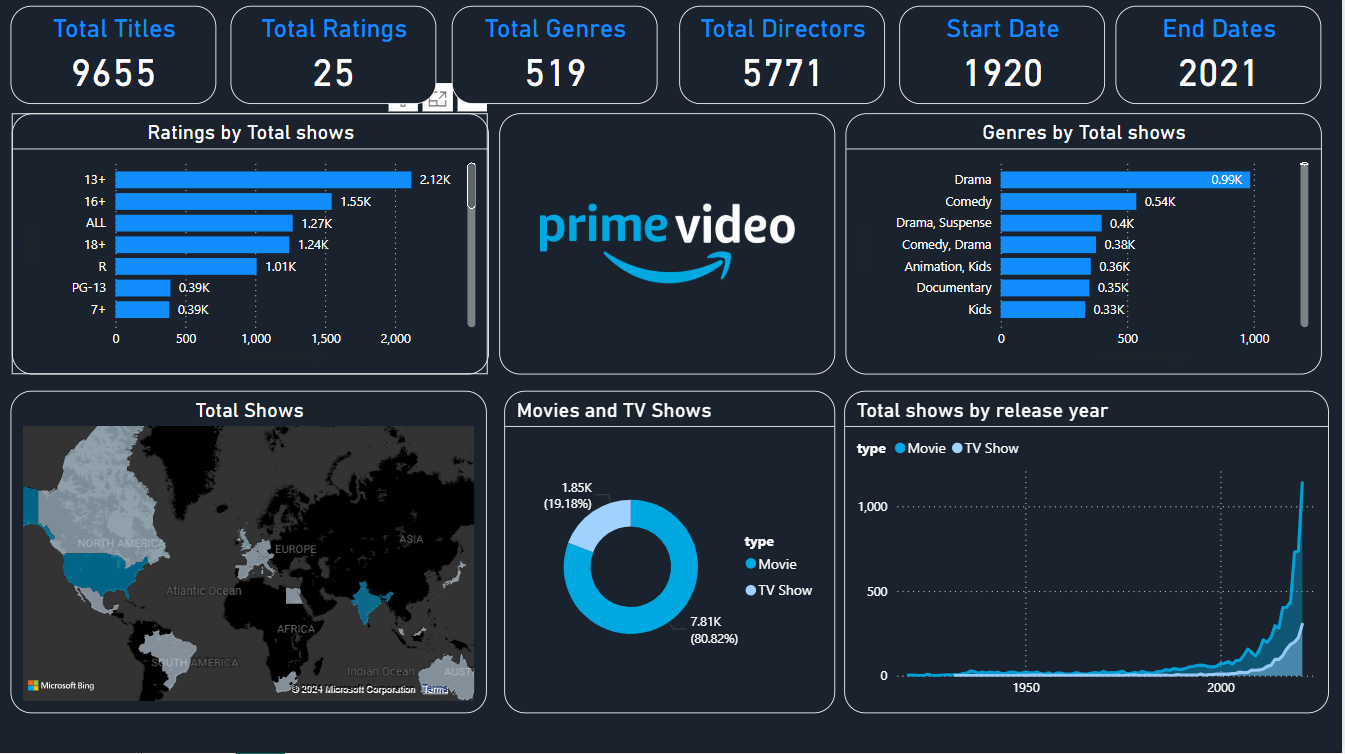 Total Titles
9655
Total Ratings
25
Total Genres
519
Total Directors
5771
Start Date
1920
End Dates
2021
Ratings by Total shows
13+ 2.12K
16+ 1.55K
ALL 1.27K
18+ 1.24K
R 1.01K
PG-13 0.39K
7+ 0.39K
0 500 1,000 1,500 2,000
prime video
Genres by Total shows
Drama 0.99K
Comedy 0.54K
Drama, Suspense 0.4K
Comedy, Drama 0.38K
Animation, Kids 0.36K
Documentary 0.35K
Kids 0.33K
0 500 1,000
Total Shows
NORTH AMERICA
EUROPE
ASIA
Atlantic Ocean
AFRICA
SOUTH AMERICA
Indian Ocean
AUST
Microsoft Bing
© 2024 Microsoft Corporation Terms
Movies and TV Shows
1.85K
(19.18%)
7.81K
(80.82%)
type
Movie
TV Show
Total shows by release year
type Movie TV Show
1,000
500
0
1950 2000